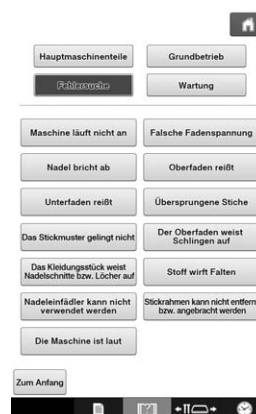 Hauptmaschinenteile
Grundbetrieb
Fehlersuche
Wartung
Maschine läuft nicht an
Falsche Fadenspannung
Nadel bricht ab
Oberfaden reißt
Unterfaden reißt
Übersprungene Stiche
Das Stickmuster gelingt nicht
Der Oberfaden weist
Schlingen auf
Das Kleidungsstück weist
Nadelschnitte bzw. Löcher auf
Stoff wirft Falten
Nadeleinfädler kann nicht
verwendet werden
Stickrahmen kann nicht entfernt
bzw. angebracht werden
Die Maschine ist laut
Zum Anfang